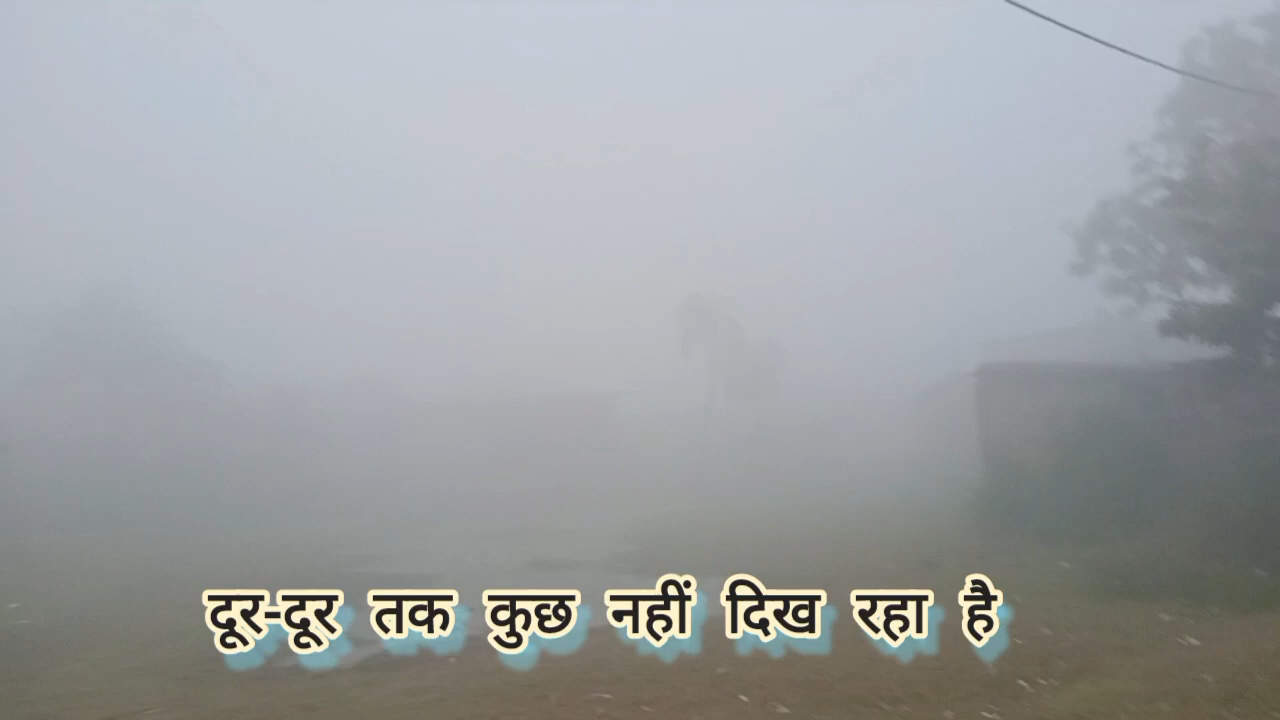 दूर-दूर तक कुछ नहीं दिख रहा है